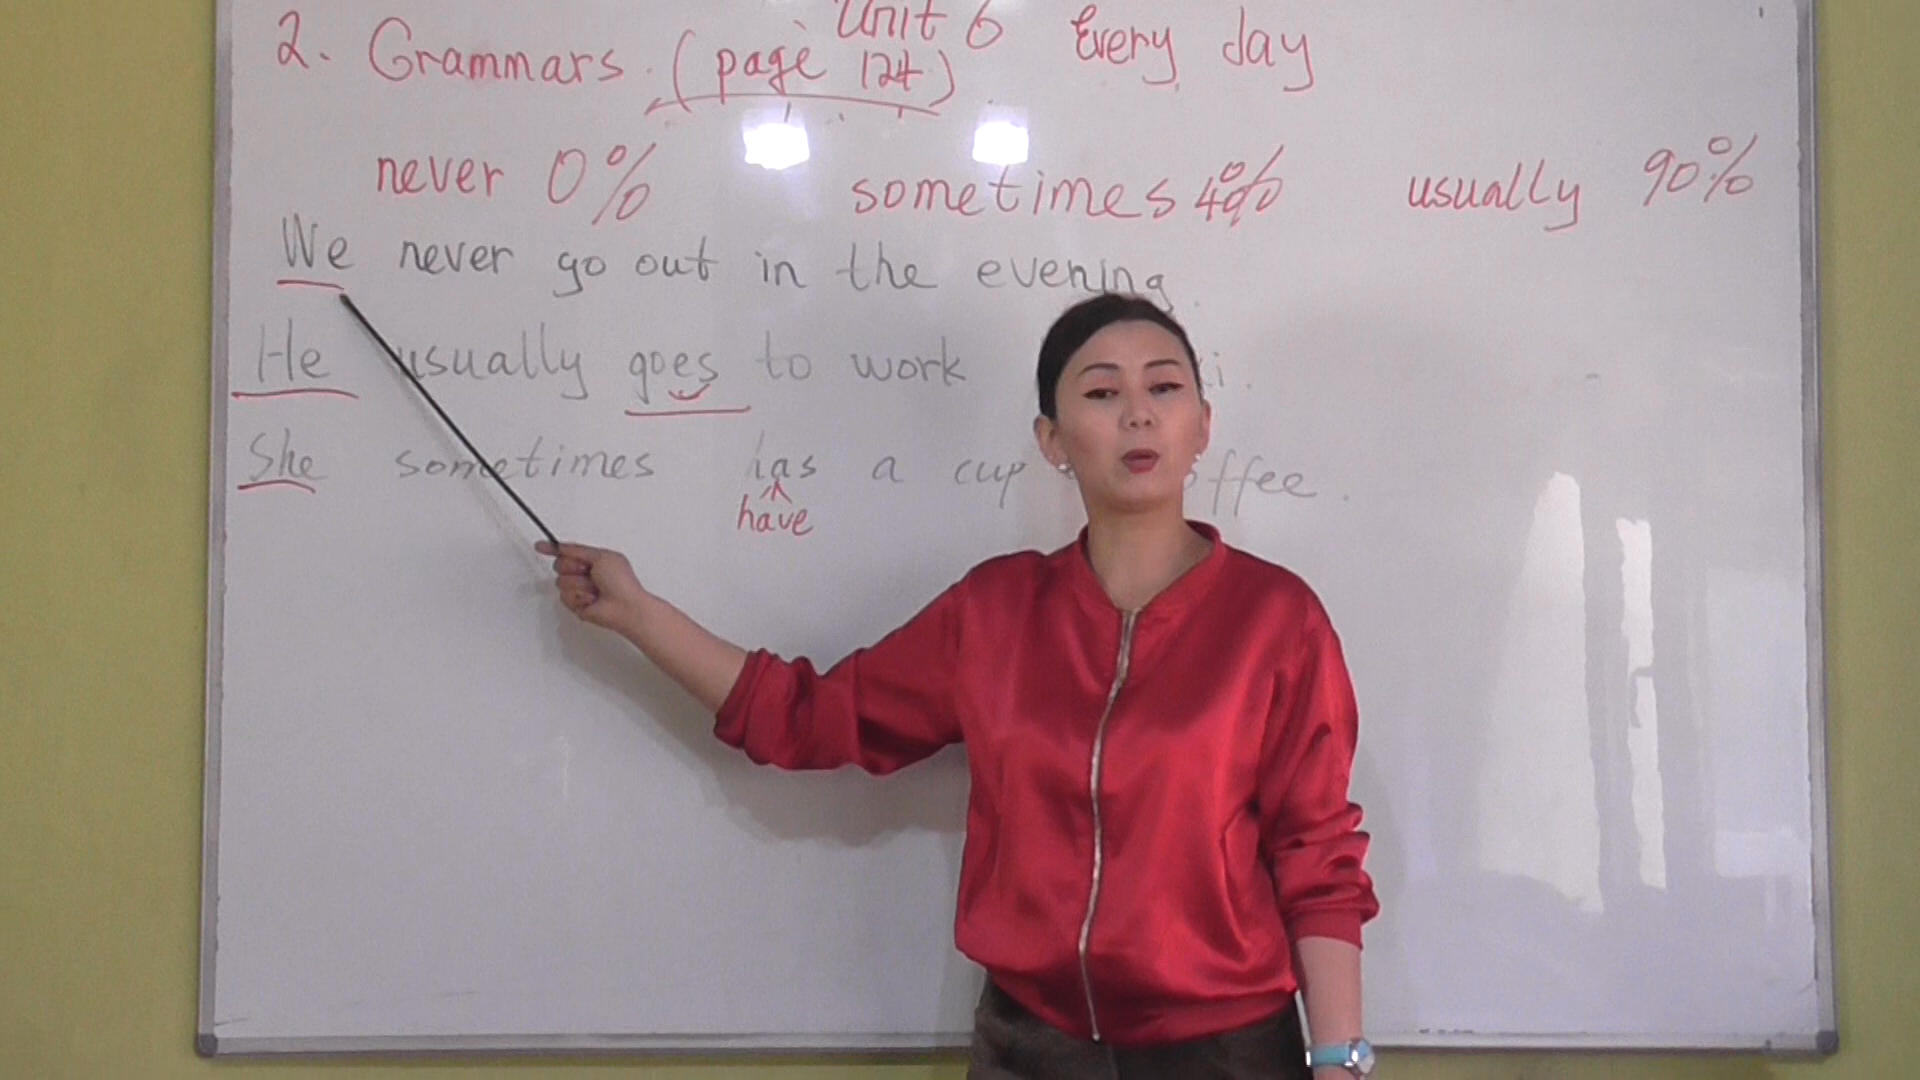 Unit 6 Every day
2. Grammars. (page 124)
never 0% sometimes 40% usually 90%
We never go out in the evening.
He usually goes to work
She sometimes has a cup
have